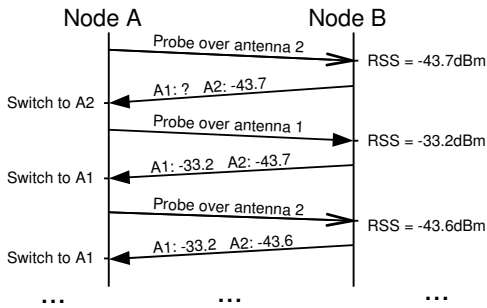 Node A Node B
Probe over antenna 2
RSS = -43.7dBm
A1: ? A2: -43.7
Switch to A2
Probe over antenna 1
RSS = -33.2dBm
A1: -33.2 A2: -43.7
Switch to A1
Probe over antenna 2
RSS = -43.6dBm
A1: -33.2 A2: -43.6
Switch to A1
... ... ...